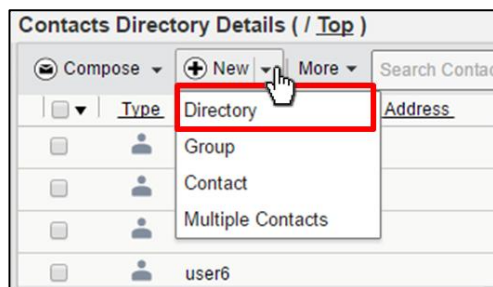 Contacts Directory Details ( / Top )
Compose New More Search Contac
Type Address
Directory
Group
Contact
Multiple Contacts
user6